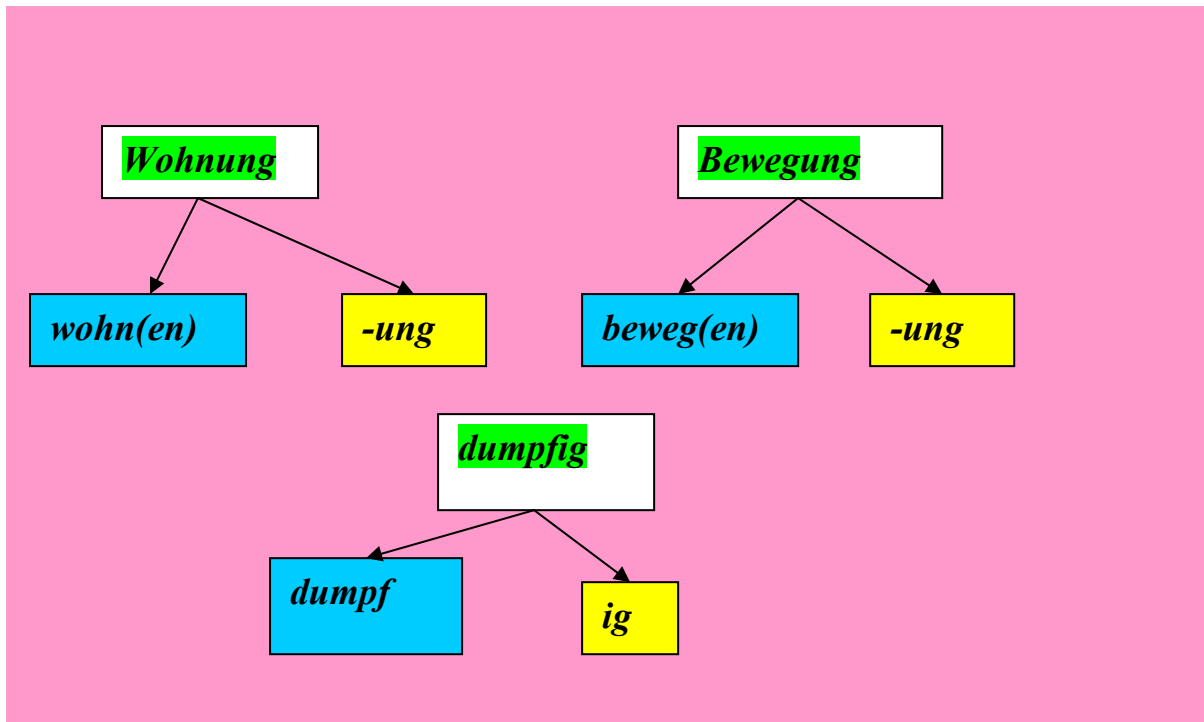 Wohnung
Bewegung
wohn(en)
-ung
beweg(en)
-ung
dumpfig
dumpf
ig